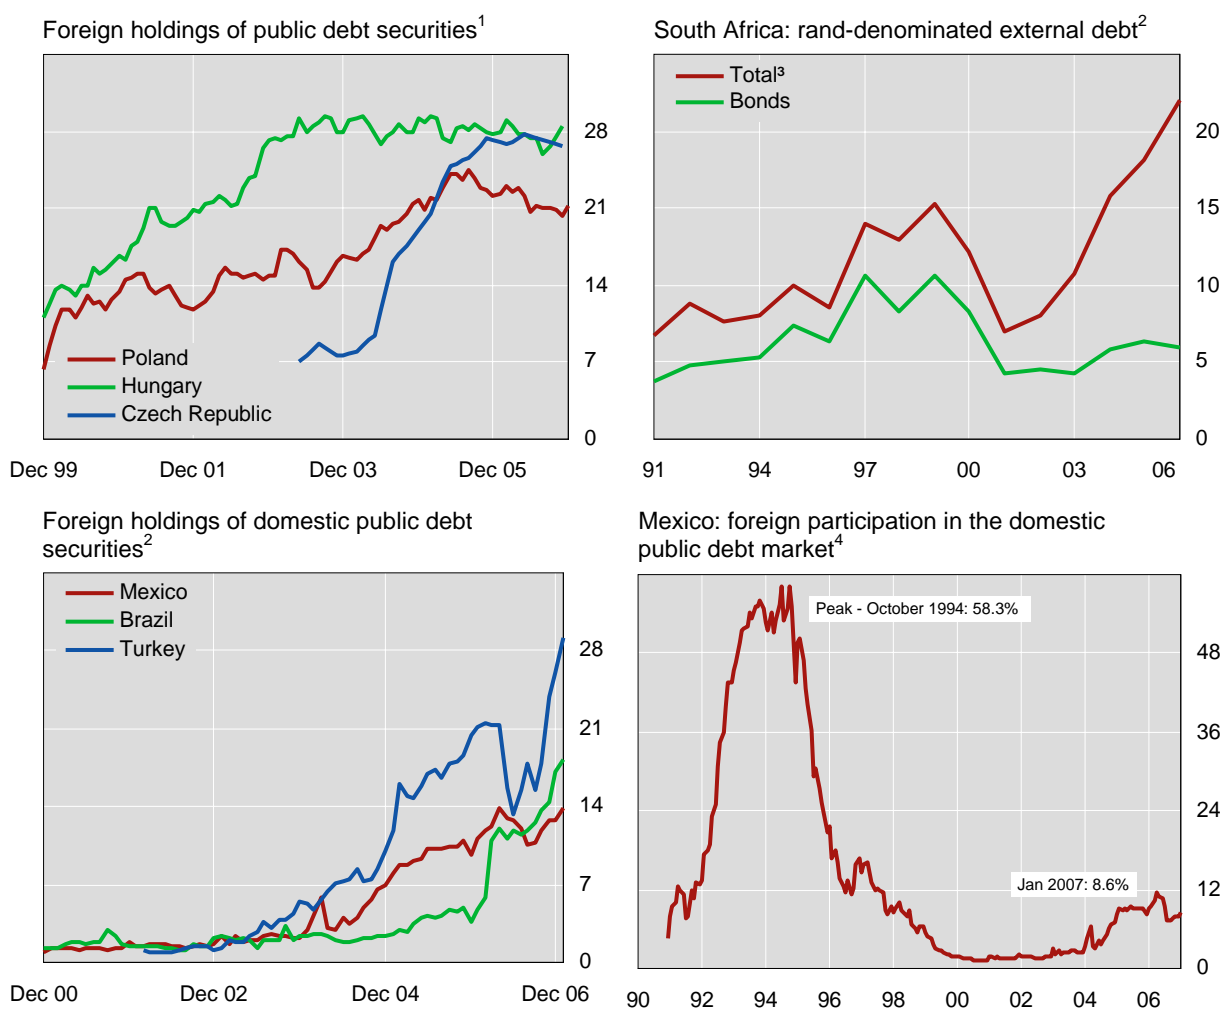 Foreign holdings of public debt securities¹
Poland
Hungary
Czech Republic
28
21
14
7
0
Dec 99 Dec 01 Dec 03 Dec 05
South Africa: rand-denominated external debt²
Total³
Bonds
20
15
10
5
0
91 94 97 00 03 06
Foreign holdings of domestic public debt
securities²
Mexico
Brazil
Turkey
28
21
14
7
0
Dec 00 Dec 02 Dec 04 Dec 06
Mexico: foreign participation in the domestic
public debt market⁴
Peak - October 1994: 58.3%
Jan 2007: 8.6%
48
36
24
12
0
90 92 94 96 98 00 02 04 06